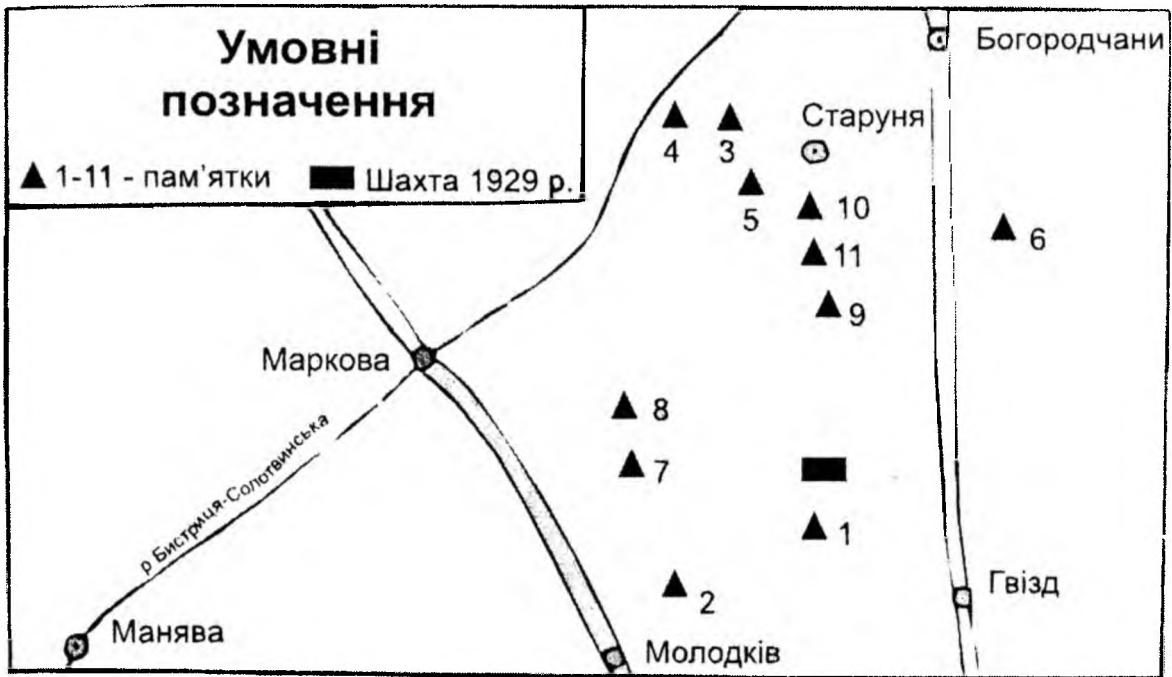 Умовні
позначення
▲ 1-11 - пам'ятки ■ Шахта 1929 р.
Богородчани
Старуня
4 3
5 10
6
11
9
Маркова
8
7
р Бистриця-Солотвинська
1
2
Гвізд
Манява
Молодків